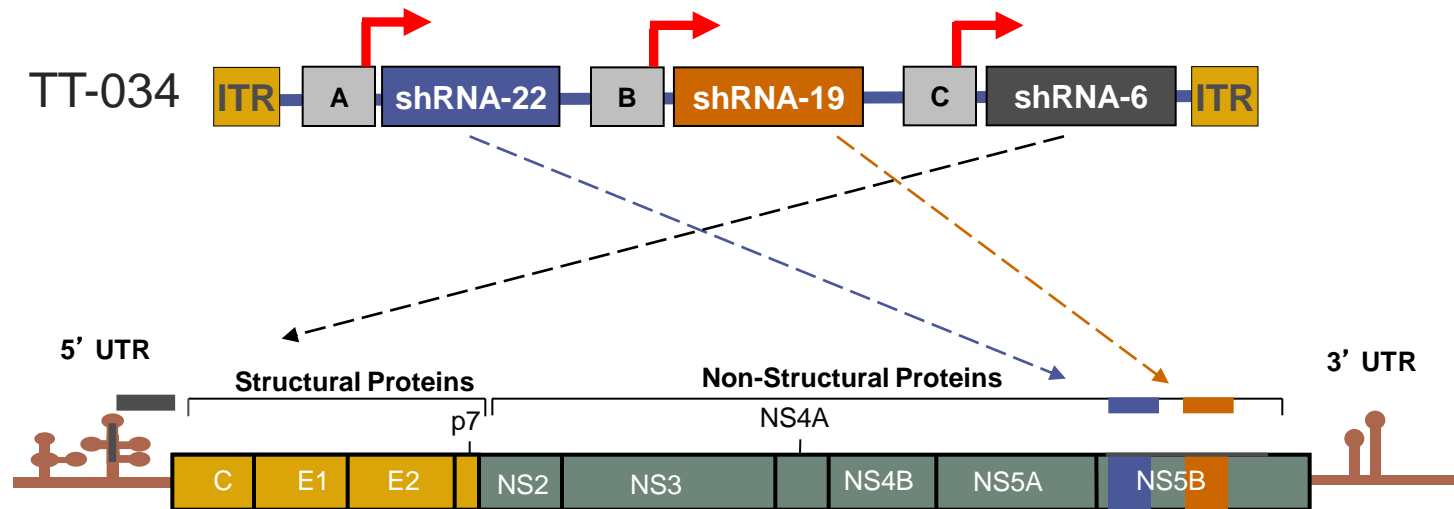 TT-034 ITR A shRNA-22 B shRNA-19 C shRNA-6 ITR
5’ UTR
Structural Proteins
Non-Structural Proteins
3’ UTR
p7
NS4A
C E1 E2 NS2 NS3 NS4B NS5A NS5B